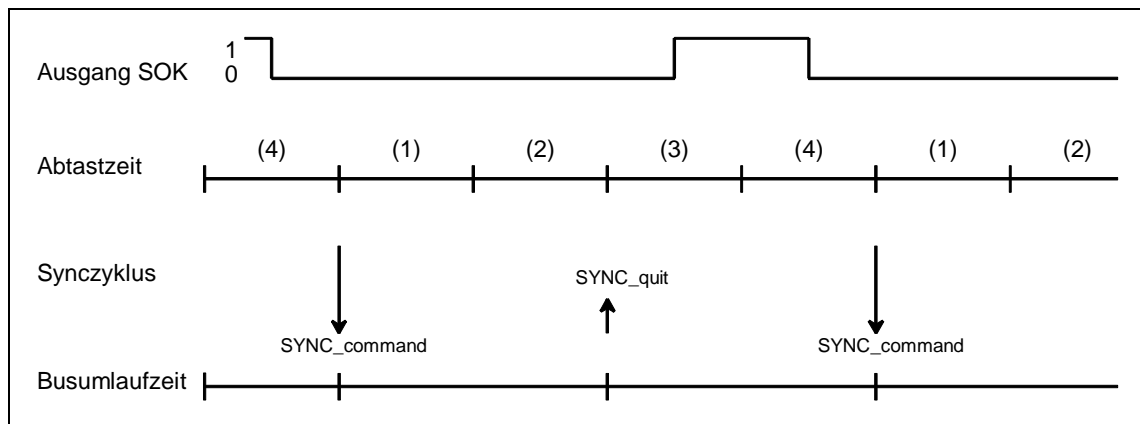 1
Ausgang SOK
0
(4) (1) (2) (3) (4) (1) (2)
Abtastzeit
Synczyklus
SYNC_quit
SYNC_command SYNC_command
Busumlaufzeit